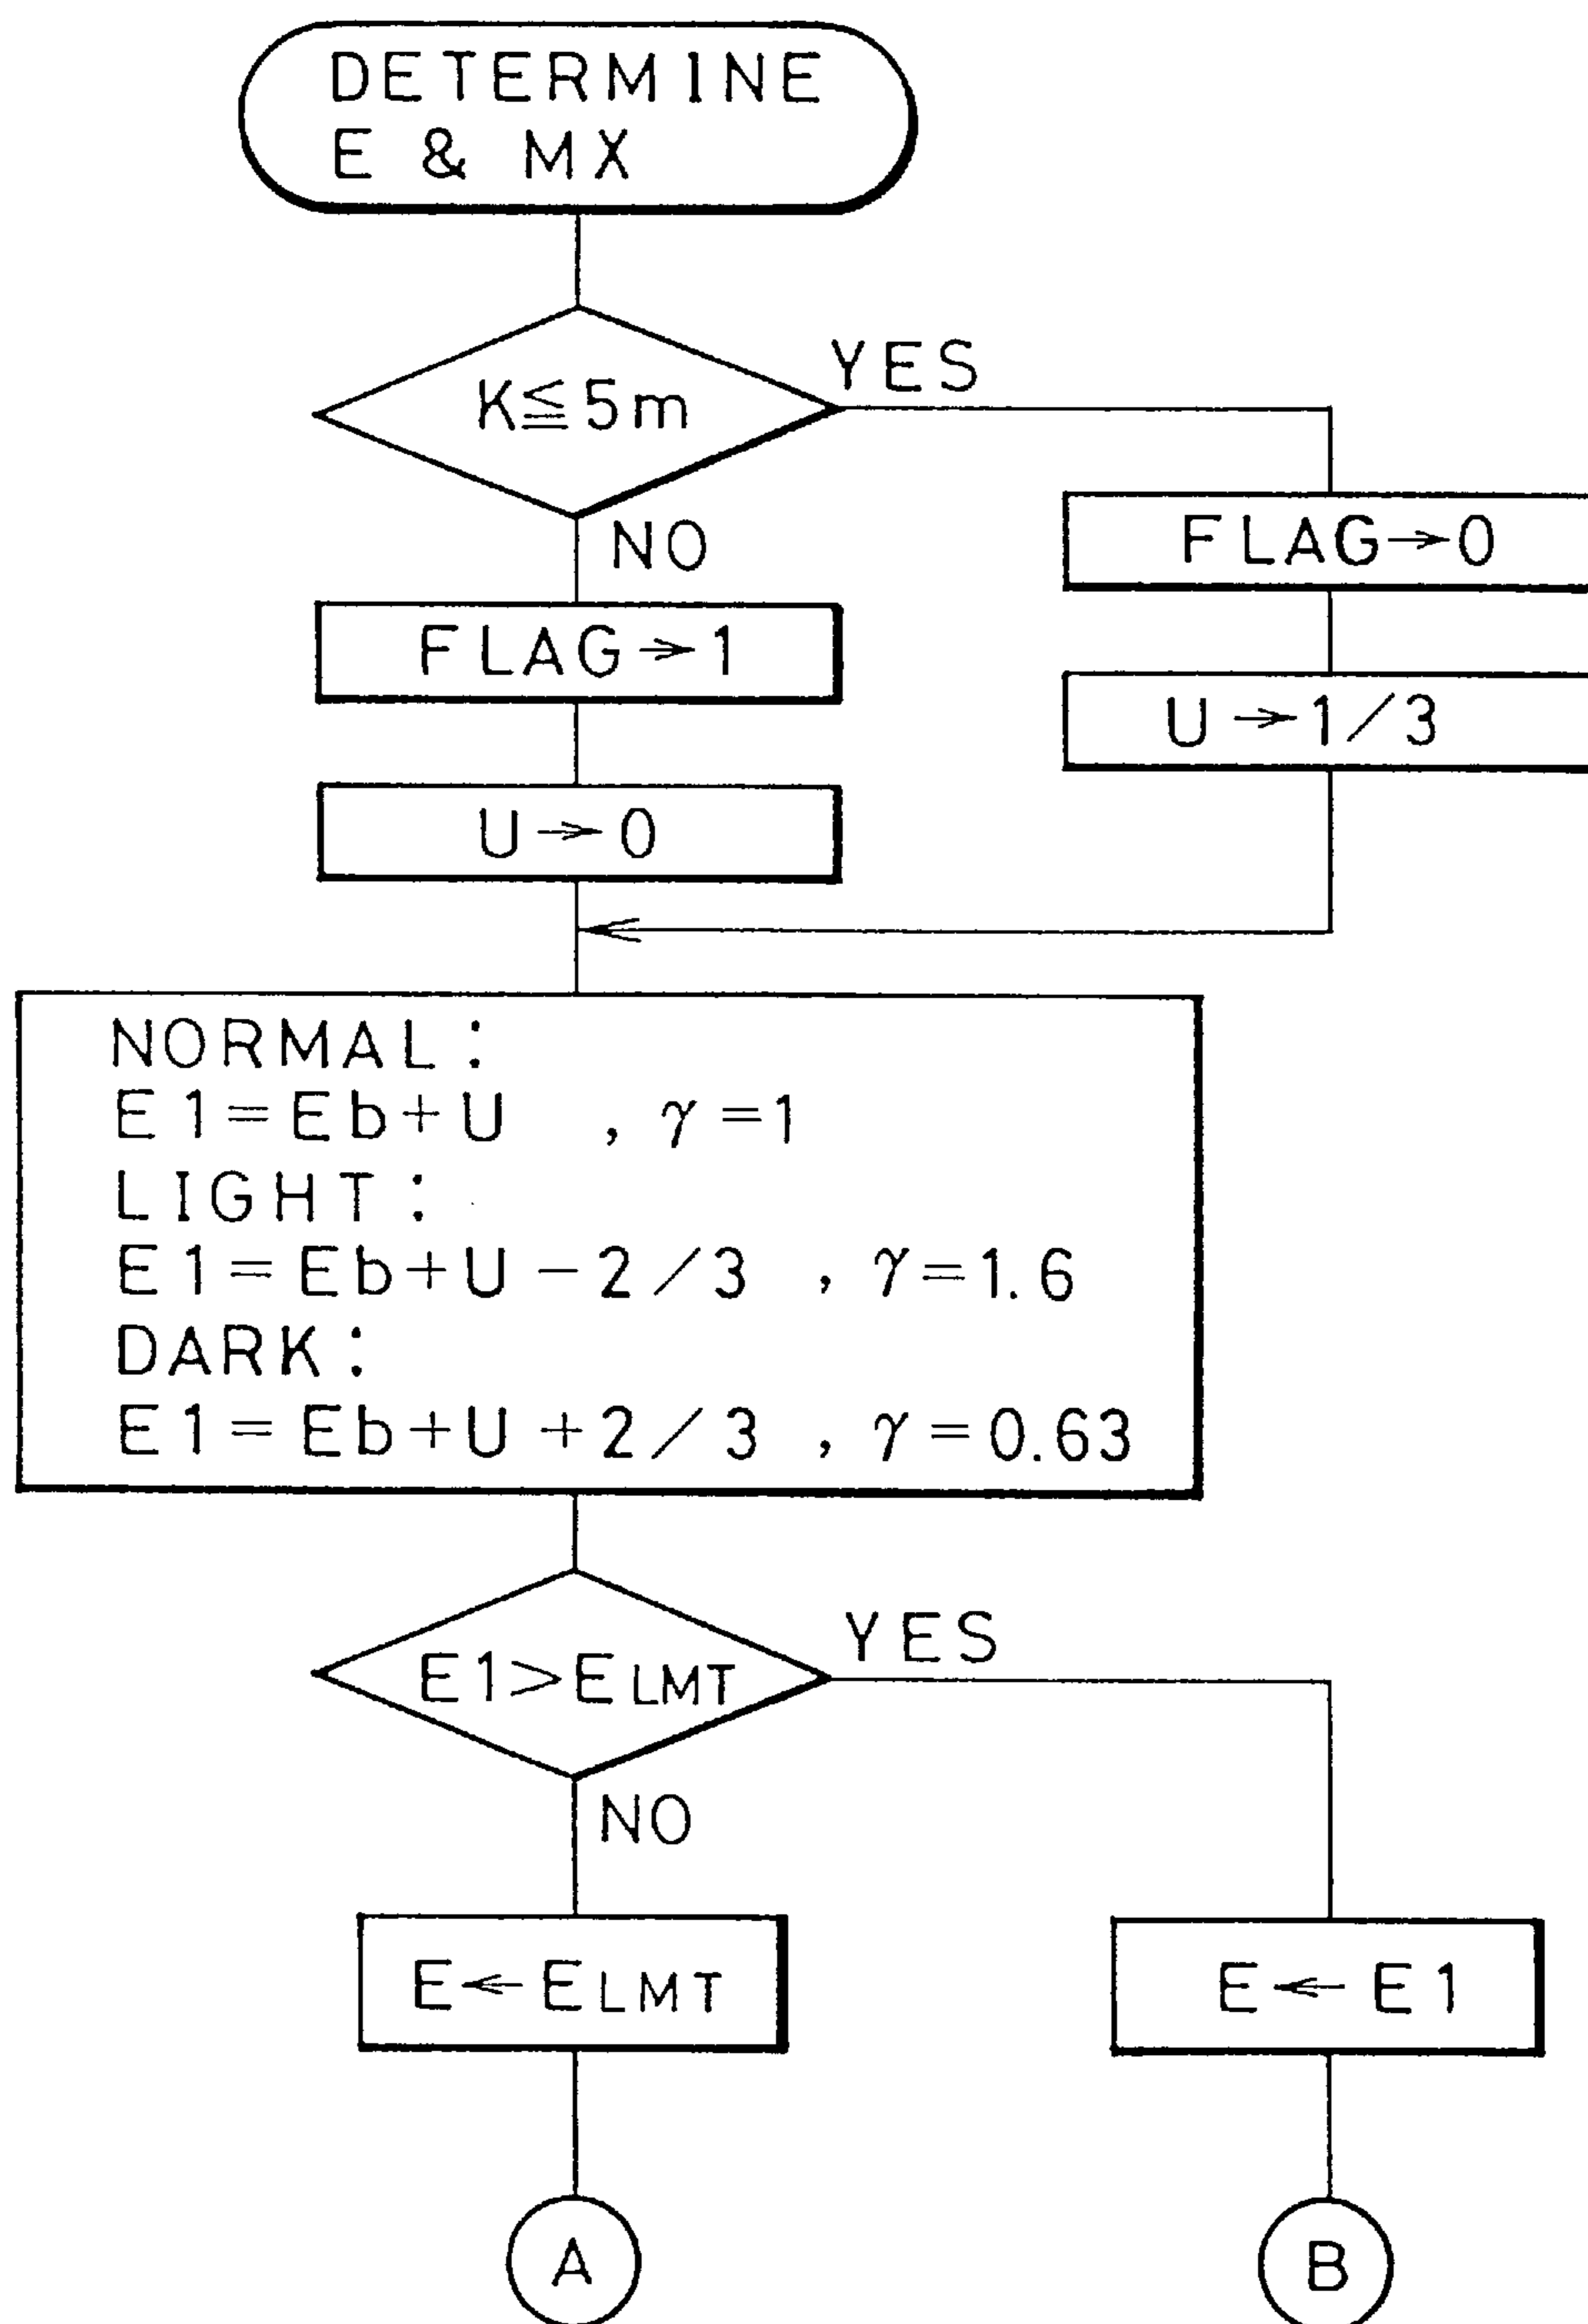 DETERMINE
E & MX
K≦5m
YES
NO
FLAG→0
FLAG→1
U→1/3
U→0
NORMAL:
E1=Eb+U , γ=1
LIGHT:
E1=Eb+U-2/3 , γ=1.6
DARK:
E1=Eb+U+2/3 , γ=0.63
E1>ELMT
YES
NO
E←ELMT
E←E1
A
B